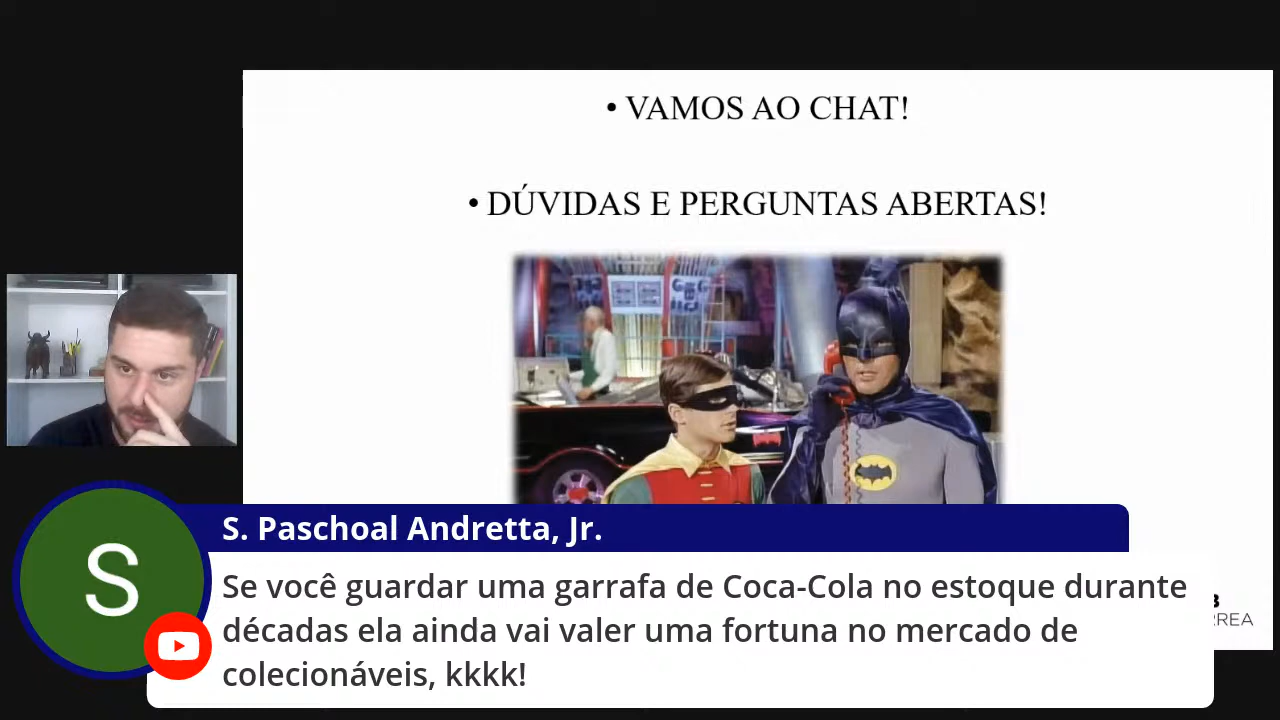 • VAMOS AO CHAT!
• DÚVIDAS E PERGUNTAS ABERTAS!
S. Paschoal Andretta, Jr.
S
Se você guardar uma garrafa de Coca-Cola no estoque durante
décadas ela ainda vai valer uma fortuna no mercado de
colecionáveis, kkkk!